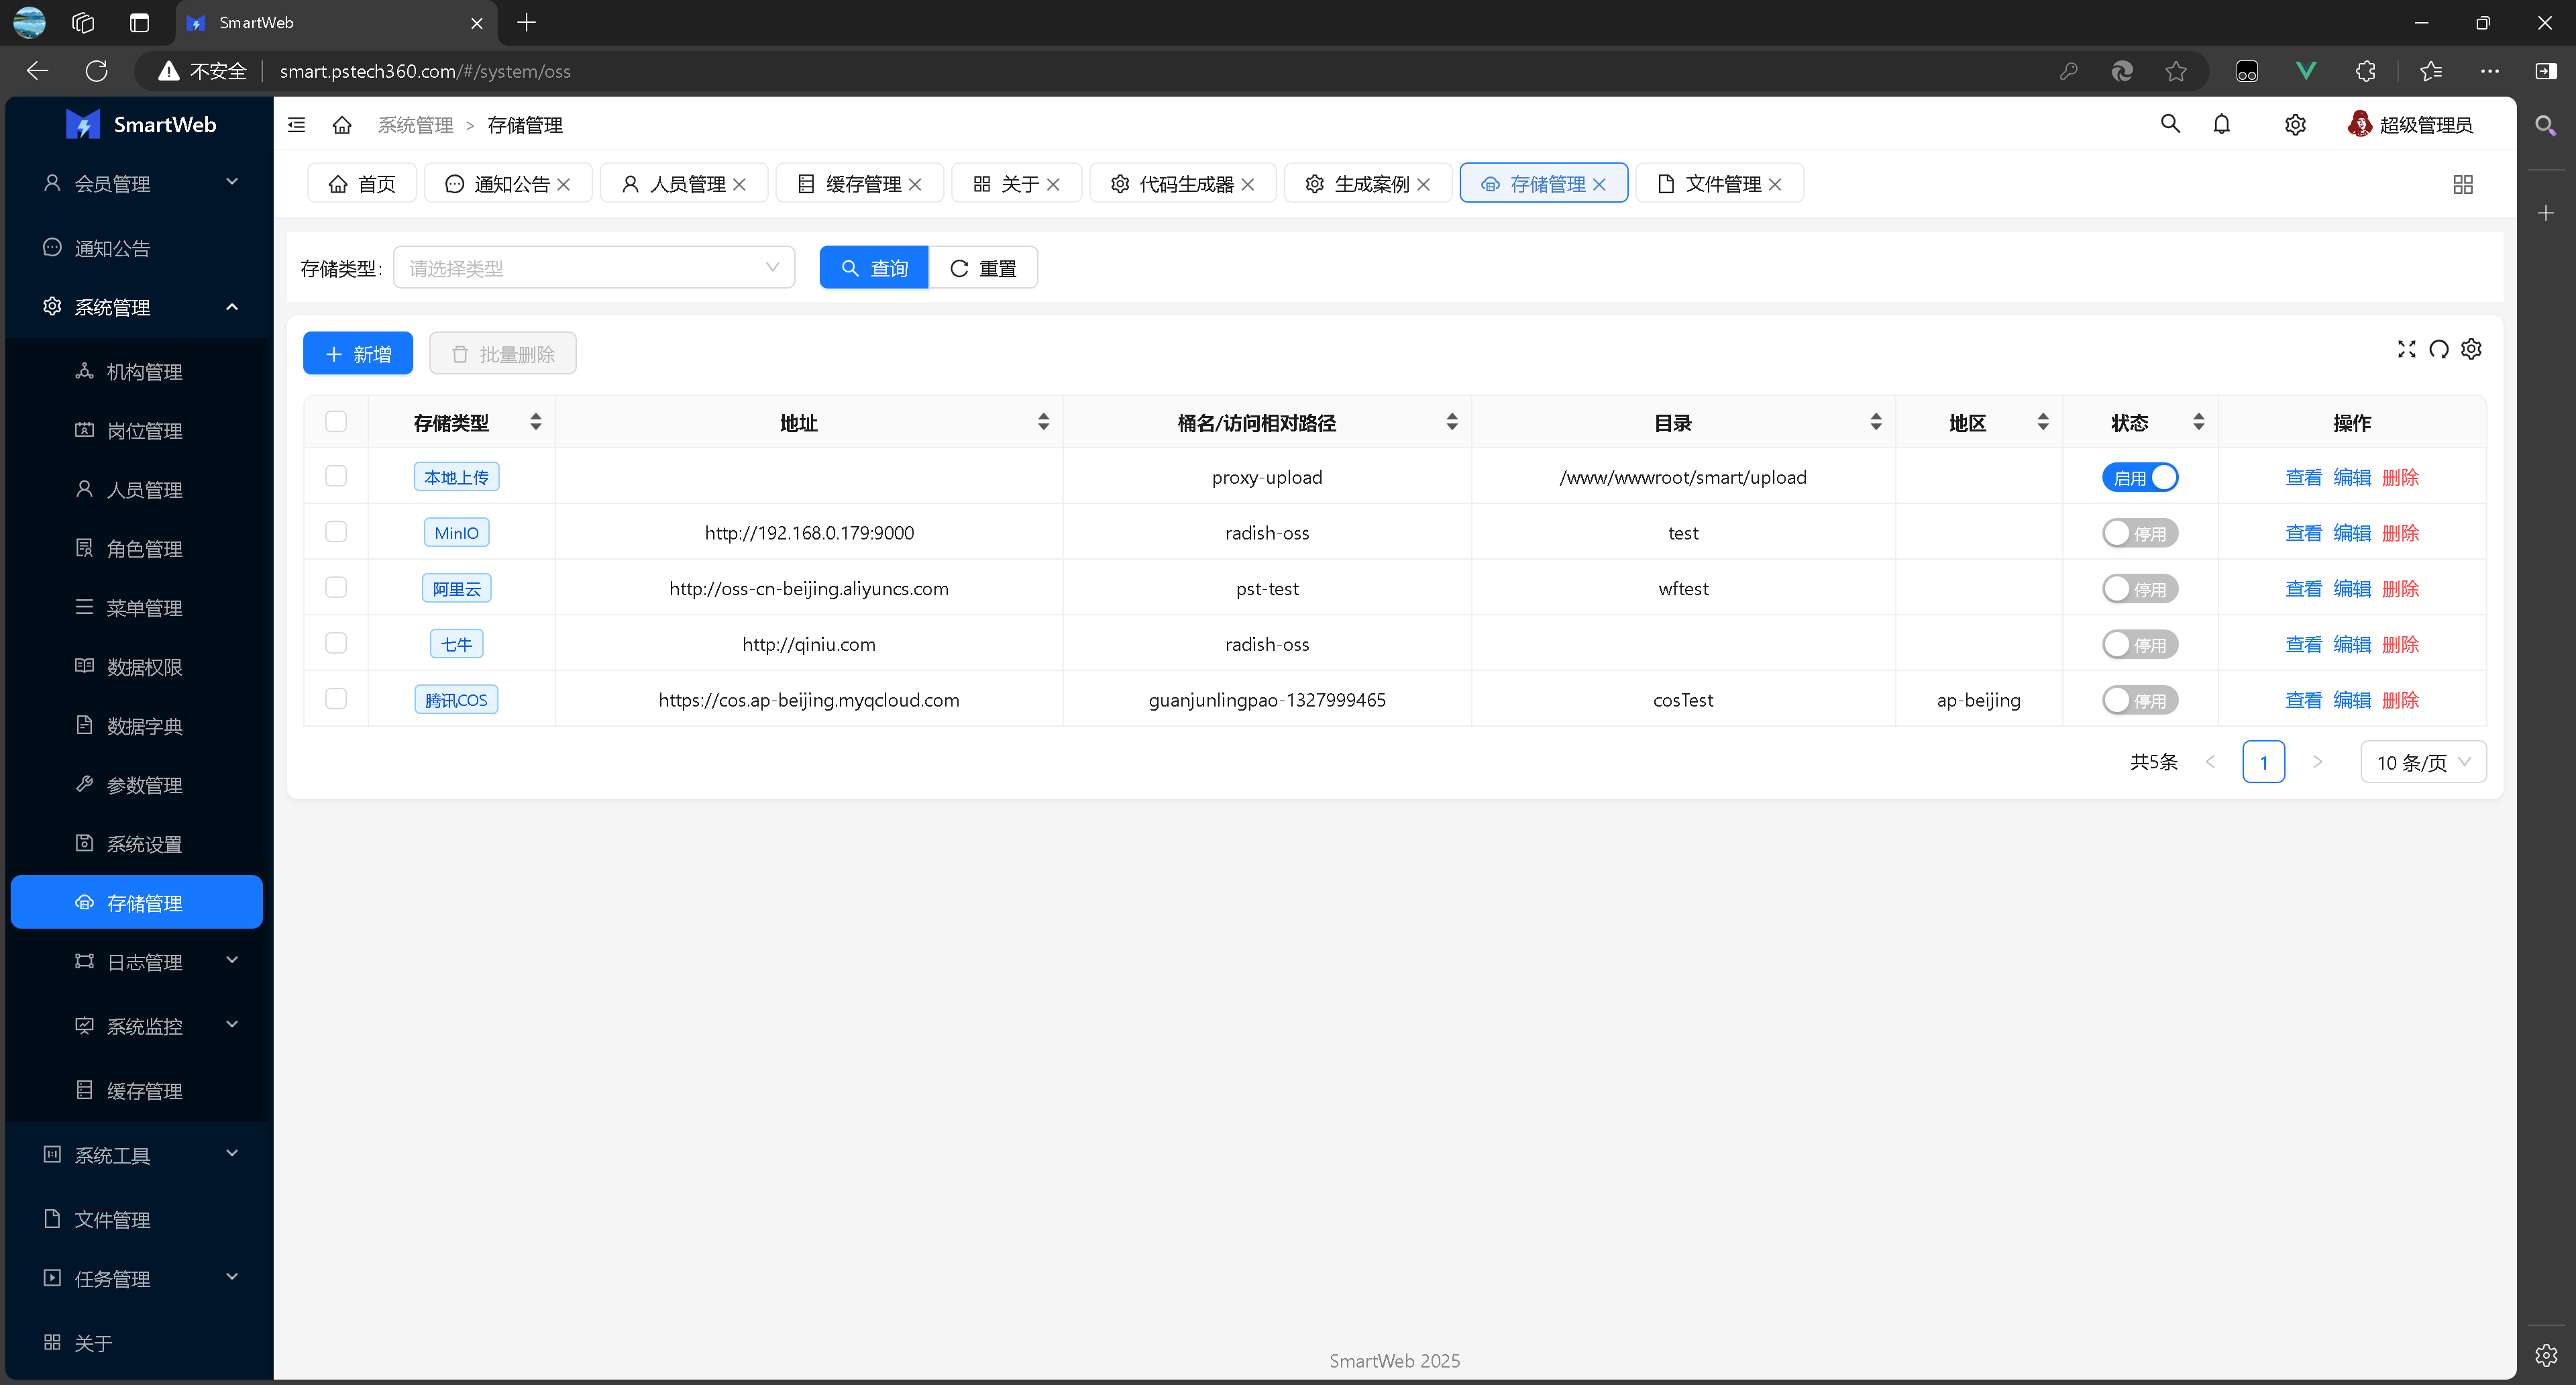 SmartWeb
不安全
smart.pstech360.com/#/system/oss
SmartWeb
会员管理
通知公告
系统管理
机构管理
岗位管理
人员管理
角色管理
菜单管理
数据权限
数据字典
参数管理
系统设置
存储管理
日志管理
系统监控
缓存管理
系统工具
文件管理
任务管理
关于
系统管理 > 存储管理
超级管理员
首页 通知公告 人员管理 缓存管理 关于 代码生成器 生成案例 存储管理 文件管理
存储类型: 请选择类型 查询 重置
新增 批量删除
存储类型 地址 桶名/访问相对路径 目录 地区 状态 操作
本地上传 proxy-upload /www/wwwroot/smart/upload 启用 查看 编辑 删除
MinIO http://192.168.0.179:9000 radish-oss test 停用 查看 编辑 删除
阿里云 http://oss-cn-beijing.aliyuncs.com pst-test wftest 停用 查看 编辑 删除
七牛 http://qiniu.com radish-oss 停用 查看 编辑 删除
腾讯COS https://cos.ap-beijing.myqcloud.com guanjunlingpao-1327999465 cosTest ap-beijing 停用 查看 编辑 删除
共5条 < 1 > 10 条/页
SmartWeb 2025